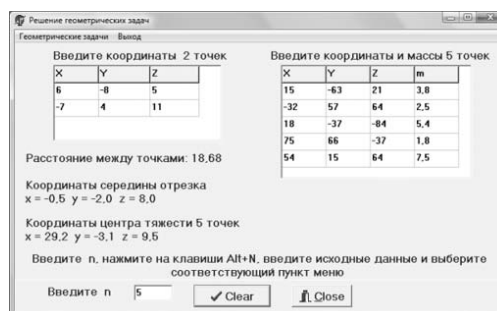 Решение геометрических задач
Геометрические задачи Выход
Введите координаты 2 точек
X Y Z
6 -8 5
-7 4 11
Введите координаты и массы 5 точек
X Y Z m
15 -63 21 3,8
-32 57 64 2,5
18 -37 -84 5,4
75 66 -37 1,8
54 15 64 7,5
Расстояние между точками: 18,68
Координаты середины отрезка
x = -0,5 y = -2,0 z = 8,0
Координаты центра тяжести 5 точек
x = 29,2 y = -3,1 z = 9,5
Введите n, нажмите на клавиши Alt+N, введите исходные данные и выберите
соответствующий пункт меню
Введите n 5 Clear Close